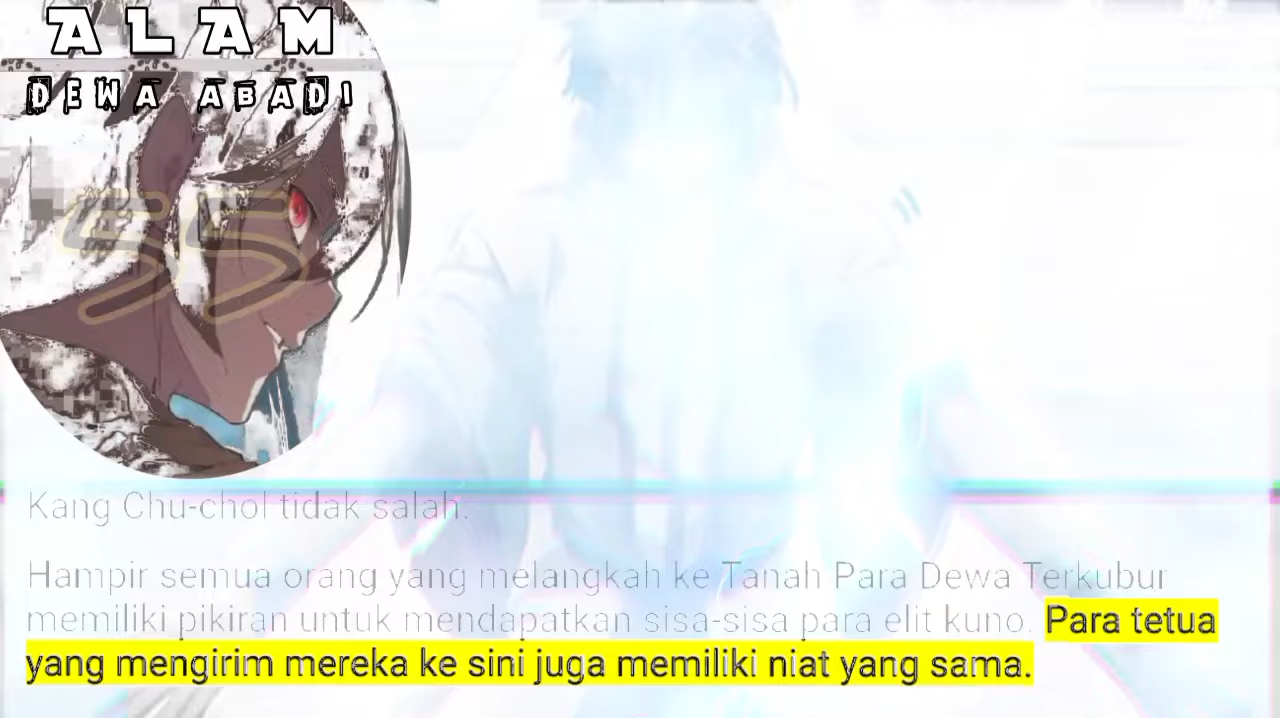 ALAM
DEWA ABADI
55
Kang Chu-chol tidak salah.
Hampir semua orang yang melangkah ke Tanah Para Dewa Terkubur
memiliki pikiran untuk mendapatkan sisa-sisa para elit kuno. Para tetua
yang mengirim mereka ke sini juga memiliki niat yang sama.